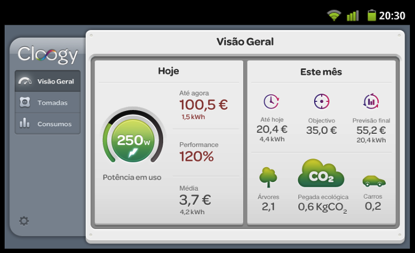 20:30
Cloogy
Visão Geral
Visão Geral
Tomadas
Consumos
Hoje
250W
Potência em uso
Até agora
100,5 €
1,5 kWh
Performance
120%
Média
3,7 €
4,2 kWh
Este mês
Até hoje
20,4 €
4,4 kWh
Objectivo
35,0 €
Previsão final
55,2 €
20,4 kWh
Árvores
2,1
CO2
Pegada ecológica
0,6 KgCO2
Carros
0,2